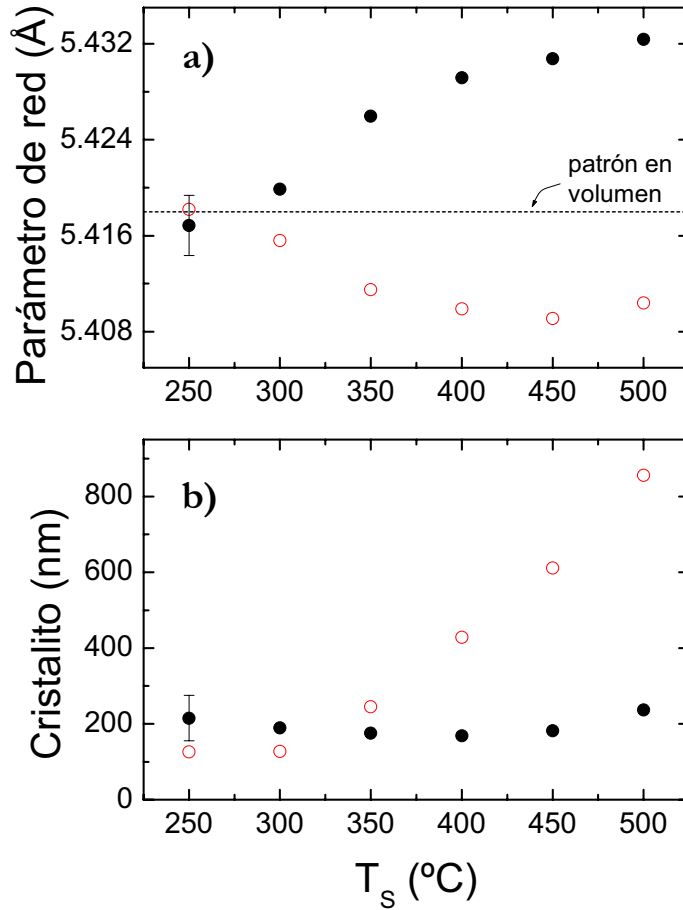 a)
Parámetro de red (Å)
5.432
5.424
5.416
5.408
patrón en
volumen
250 300 350 400 450 500
b)
Cristalito (nm)
800
600
400
200
0
250 300 350 400 450 500
T_S (ºC)